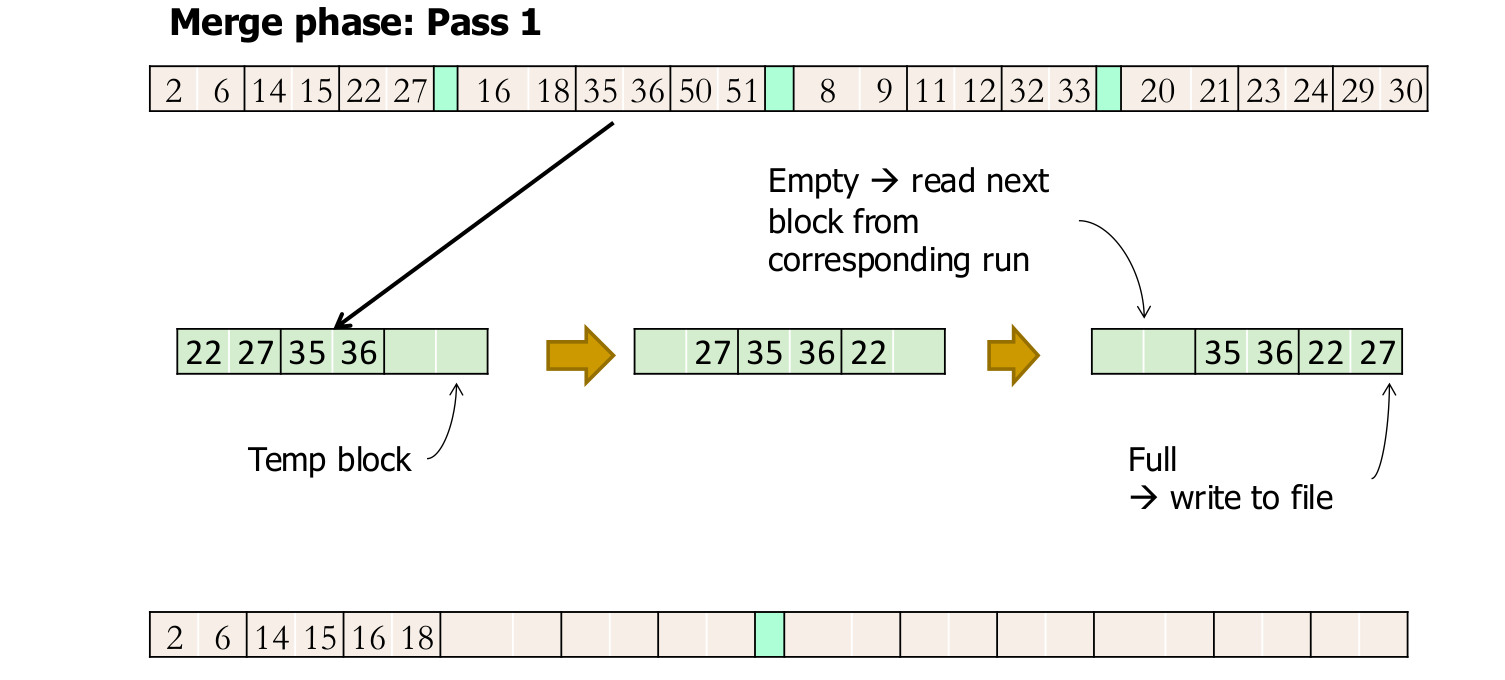 Merge phase: Pass 1
2 6 14 15 22 27 16 18 35 36 50 51 8 9 11 12 32 33 20 21 23 24 29 30
Empty → read next
block from
corresponding run
22 27 35 36
27 35 36 22
35 36 22 27
Temp block
Full
→ write to file
2 6 14 15 16 18